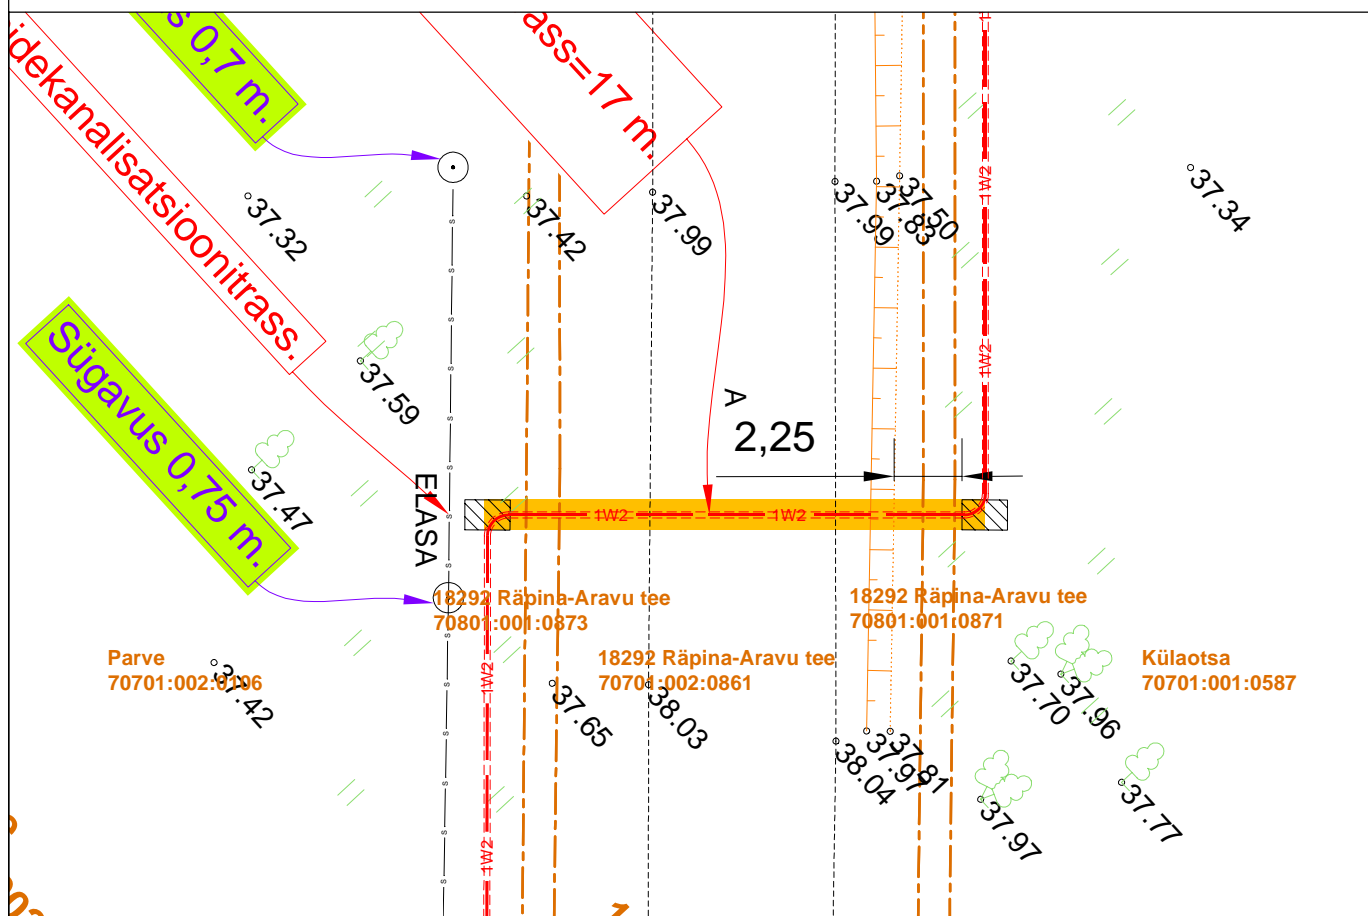 s 0,7 m.
ass=17 m.
idekanalisatsioonitrass.
Sügavus 0,75 m.
37.32
37.42
37.99
37.99
37.83
37.50
37.34
37.59
37.47
A
2,25
ELASA
1W2
1W2
1W2
1W2
1W2
1W2
1W2
18292 Räpina-Aravu tee
70801:001:0873
18292 Räpina-Aravu tee
70801:001:0871
Parve
70701:002:0106
18292 Räpina-Aravu tee
70701:002:0861
Külaotsa
70701:001:0587
37.42
37.65
38.03
38.04
37.97
37.81
37.70
37.96
37.97
37.77